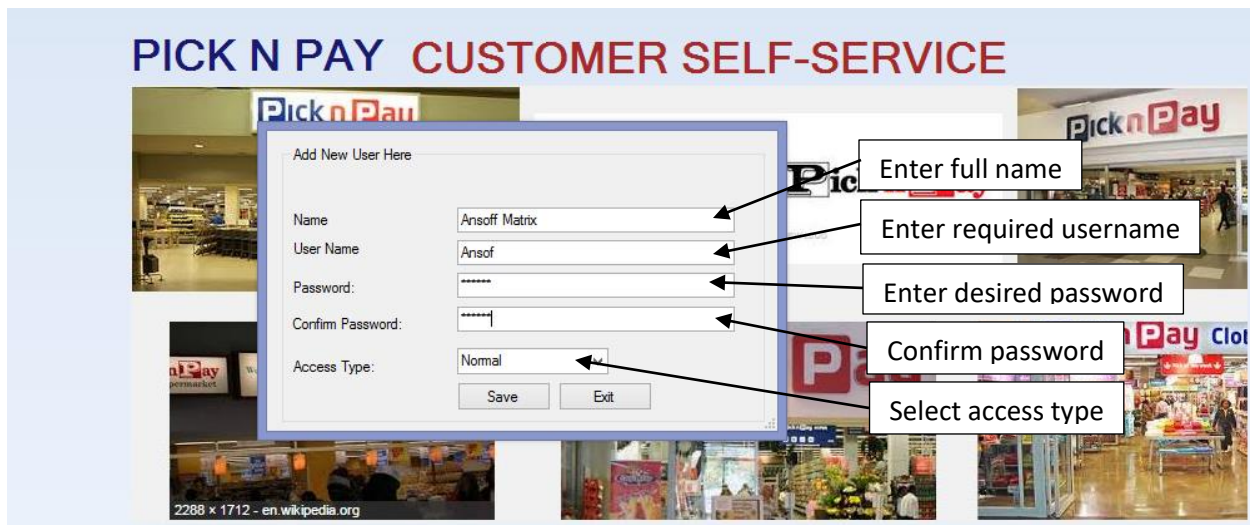 PICK N PAY CUSTOMER SELF-SERVICE
Pick n Pay
Pick n Pay
Add New User Here
Enter full name
Name
Ansoff Matrix
User Name
Ansof
Enter required username
Password:
******
Enter desired password
Confirm Password:
******
Confirm password
Access Type:
Normal
Select access type
Save
Exit
Pay
Pay Clot
2288 × 1712 - en.wikipedia.org